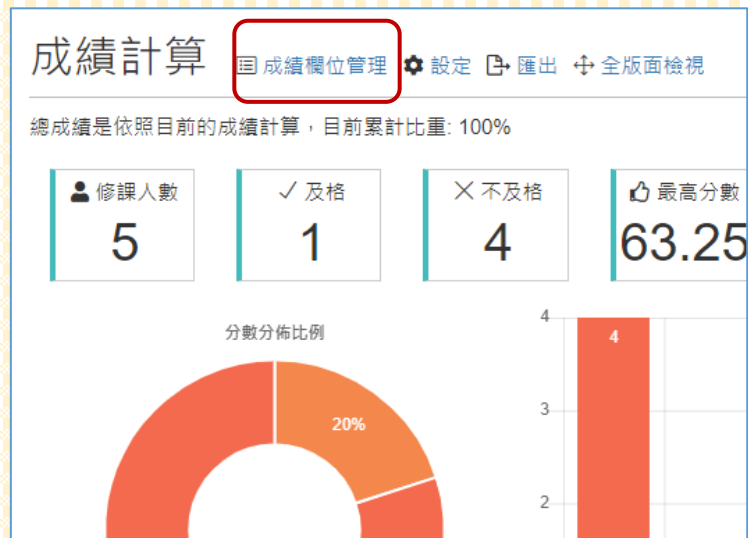 成績計算 成績欄位管理 設定 匯出 全版面檢視
總成績是依照目前的成績計算，目前累計比重: 100%
修課人數 及格 不及格 最高分數
5 1 4 63.25
分數分佈比例
4
4
20%
3
2